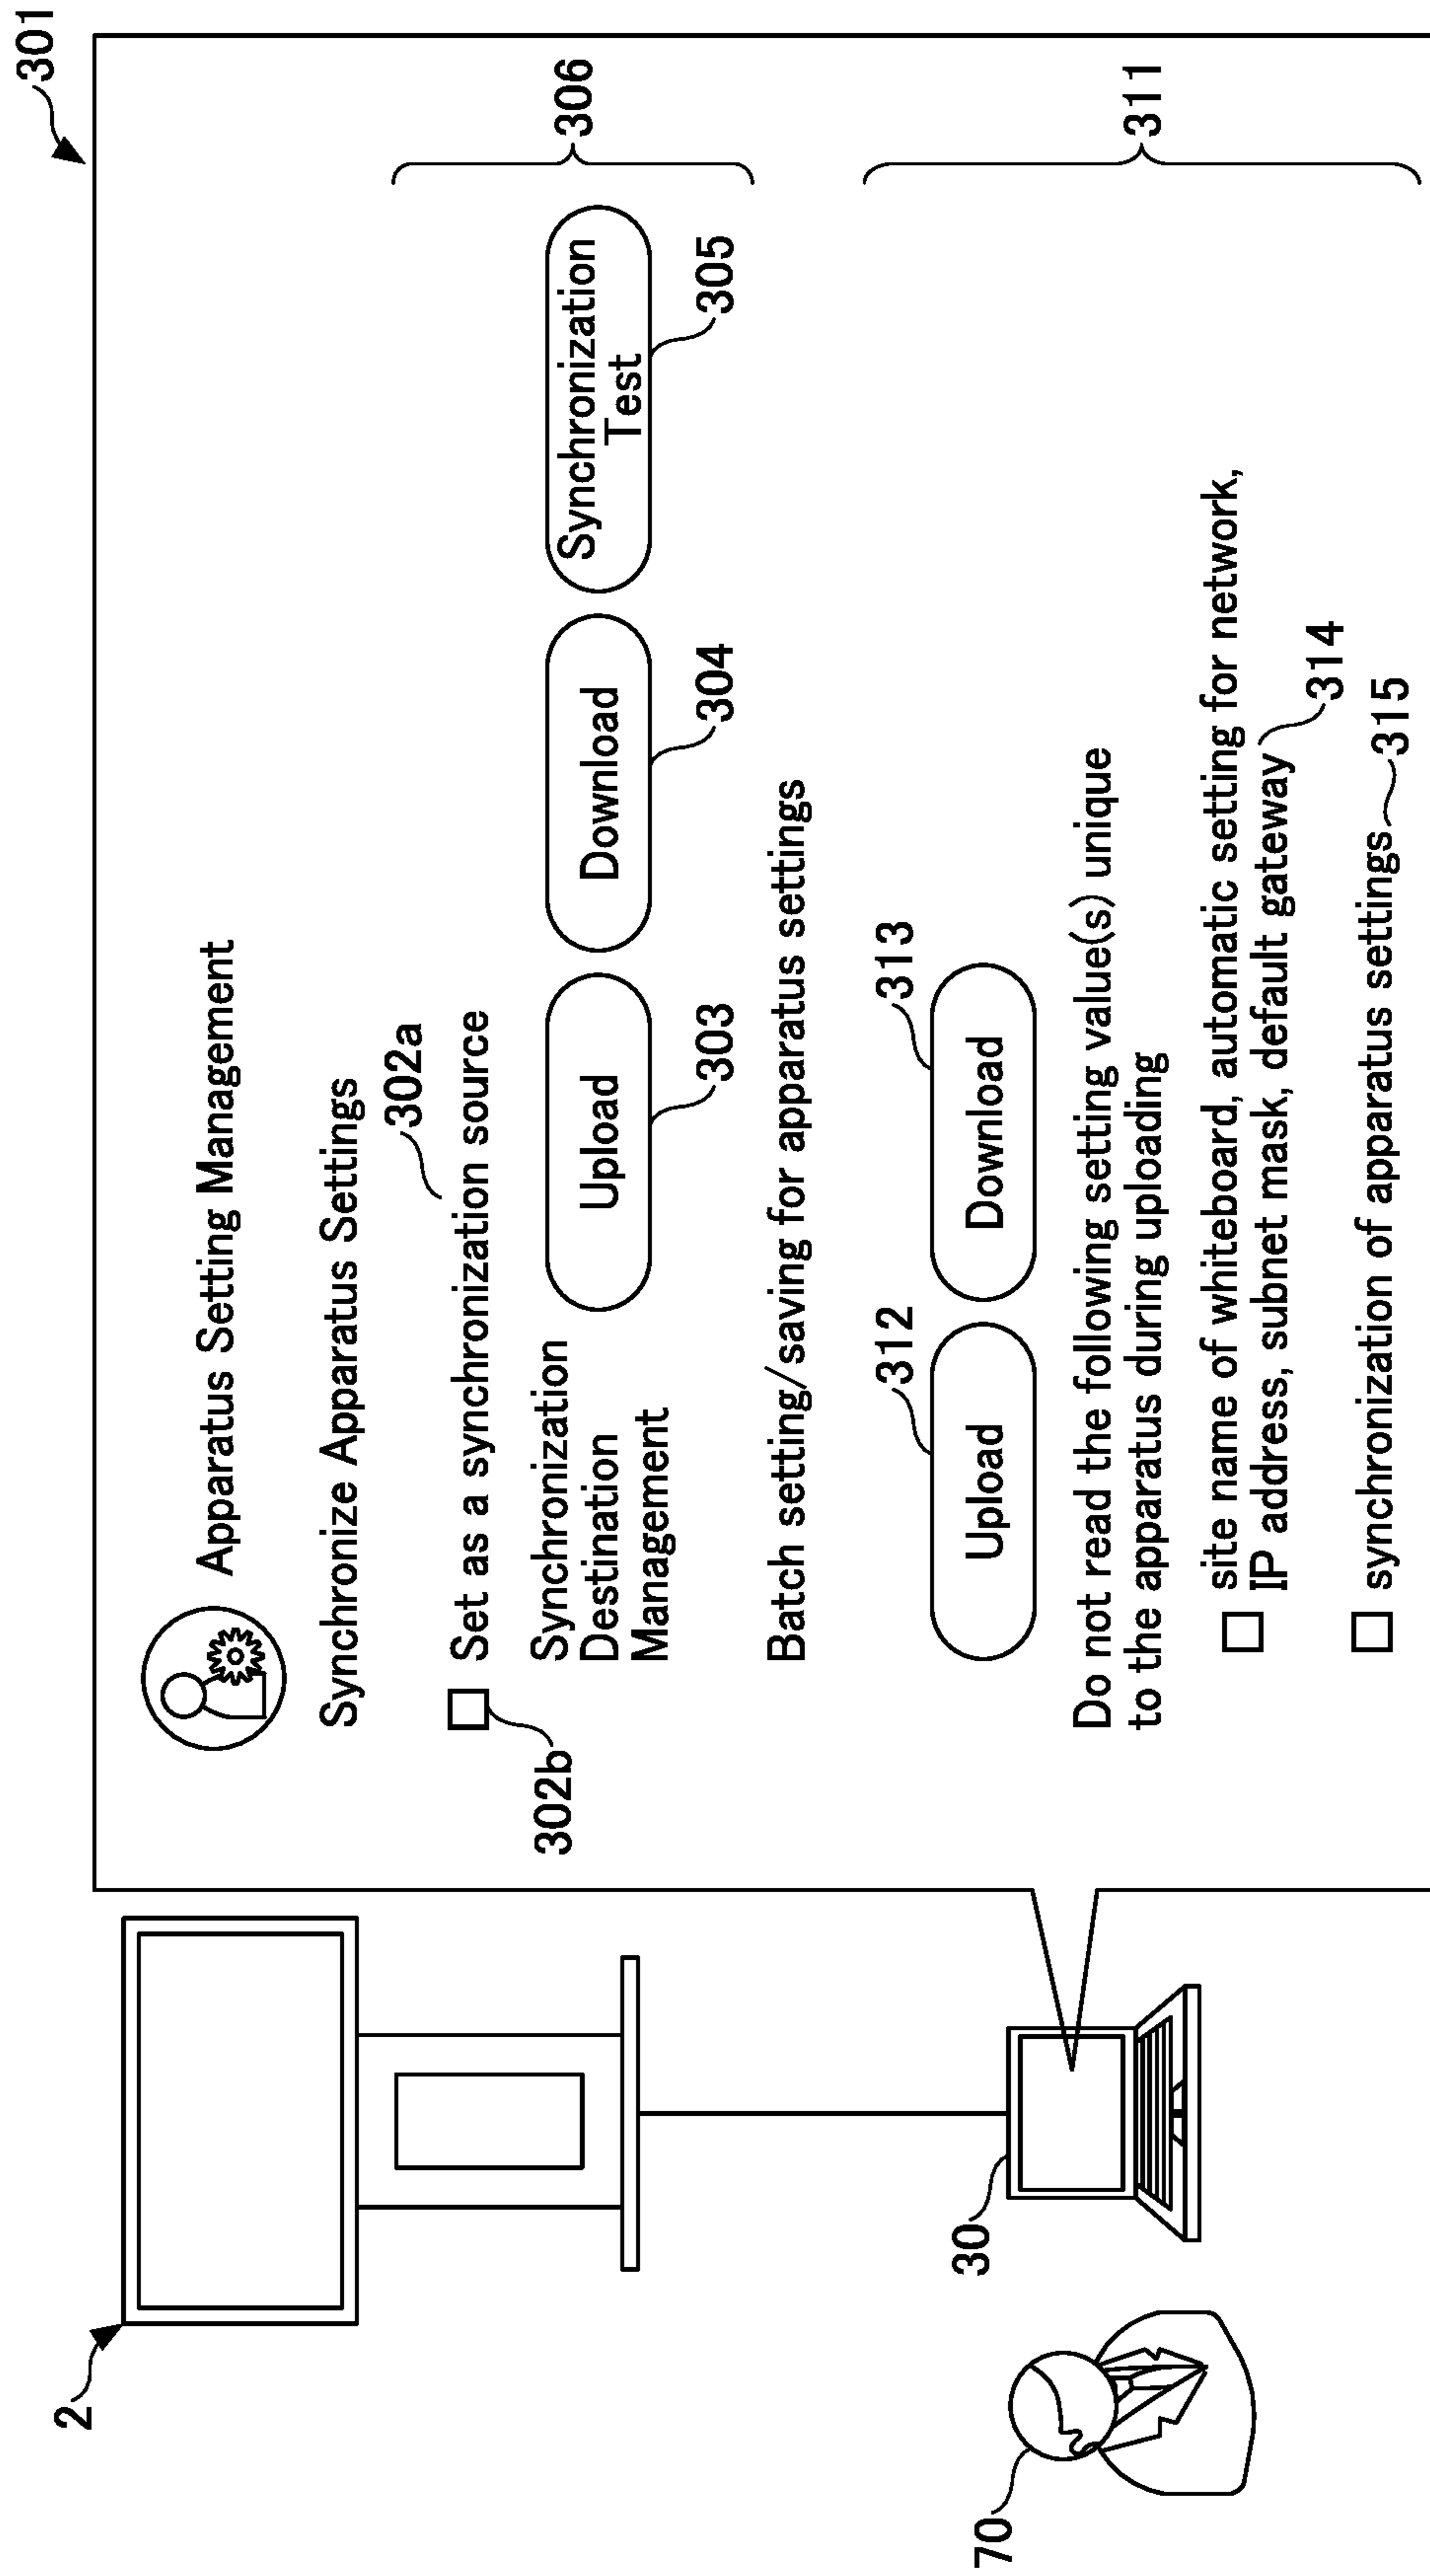 301
Apparatus Setting Management
Synchronize Apparatus Settings
302a
Set as a synchronization source
302b
Synchronization
Destination
Management
Upload
Download
Synchronization
Test
303
304
305
306
Batch setting/saving for apparatus settings
312
313
Upload
Download
311
Do not read the following setting value(s) unique
to the apparatus during uploading
site name of whiteboard, automatic setting for network,
IP address, subnet mask, default gateway
314
synchronization of apparatus settings
315
2
30
70